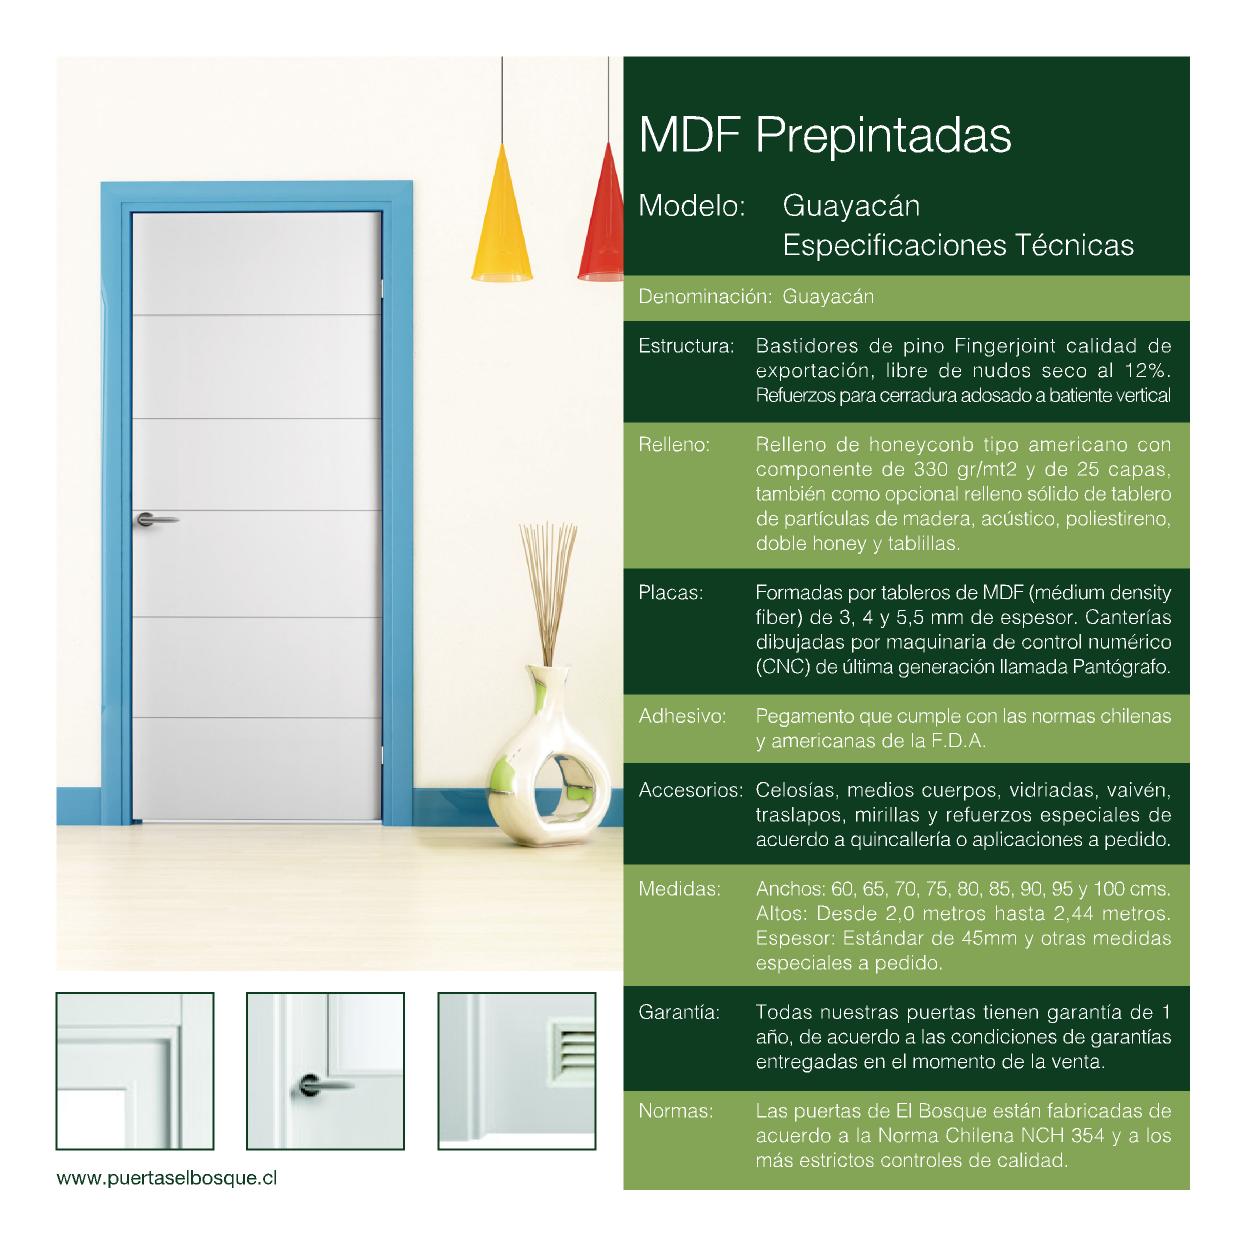 MDF Prepintadas
Modelo: Guayacán
Especificaciones Técnicas
Denominación: Guayacán
Estructura: Bastidores de pino Fingerjoint calidad de
exportación, libre de nudos seco al 12%.
Refuerzos para cerradura adosado a batiente vertical
Relleno: Relleno de honeyconb tipo americano con
componente de 330 gr/mt2 y de 25 capas,
también como opcional relleno sólido de tablero
de partículas de madera, acústico, poliestireno,
doble honey y tablillas.
Placas: Formadas por tableros de MDF (médium density
fiber) de 3, 4 y 5,5 mm de espesor. Canterías
dibujadas por maquinaria de control numérico
(CNC) de última generación llamada Pantógrafo.
Adhesivo: Pegamento que cumple con las normas chilenas
y americanas de la F.D.A.
Accesorios: Celosías, medios cuerpos, vidriadas, vaivén,
traslapos, mirillas y refuerzos especiales de
acuerdo a quincallería o aplicaciones a pedido.
Medidas: Anchos: 60, 65, 70, 75, 80, 85, 90, 95 y 100 cms.
Altos: Desde 2,0 metros hasta 2,44 metros.
Espesor: Estándar de 45mm y otras medidas
especiales a pedido.
Garantía: Todas nuestras puertas tienen garantía de 1
año, de acuerdo a las condiciones de garantías
entregadas en el momento de la venta.
Normas: Las puertas de El Bosque están fabricadas de
acuerdo a la Norma Chilena NCH 354 y a los
más estrictos controles de calidad.
www.puertaselbosque.cl